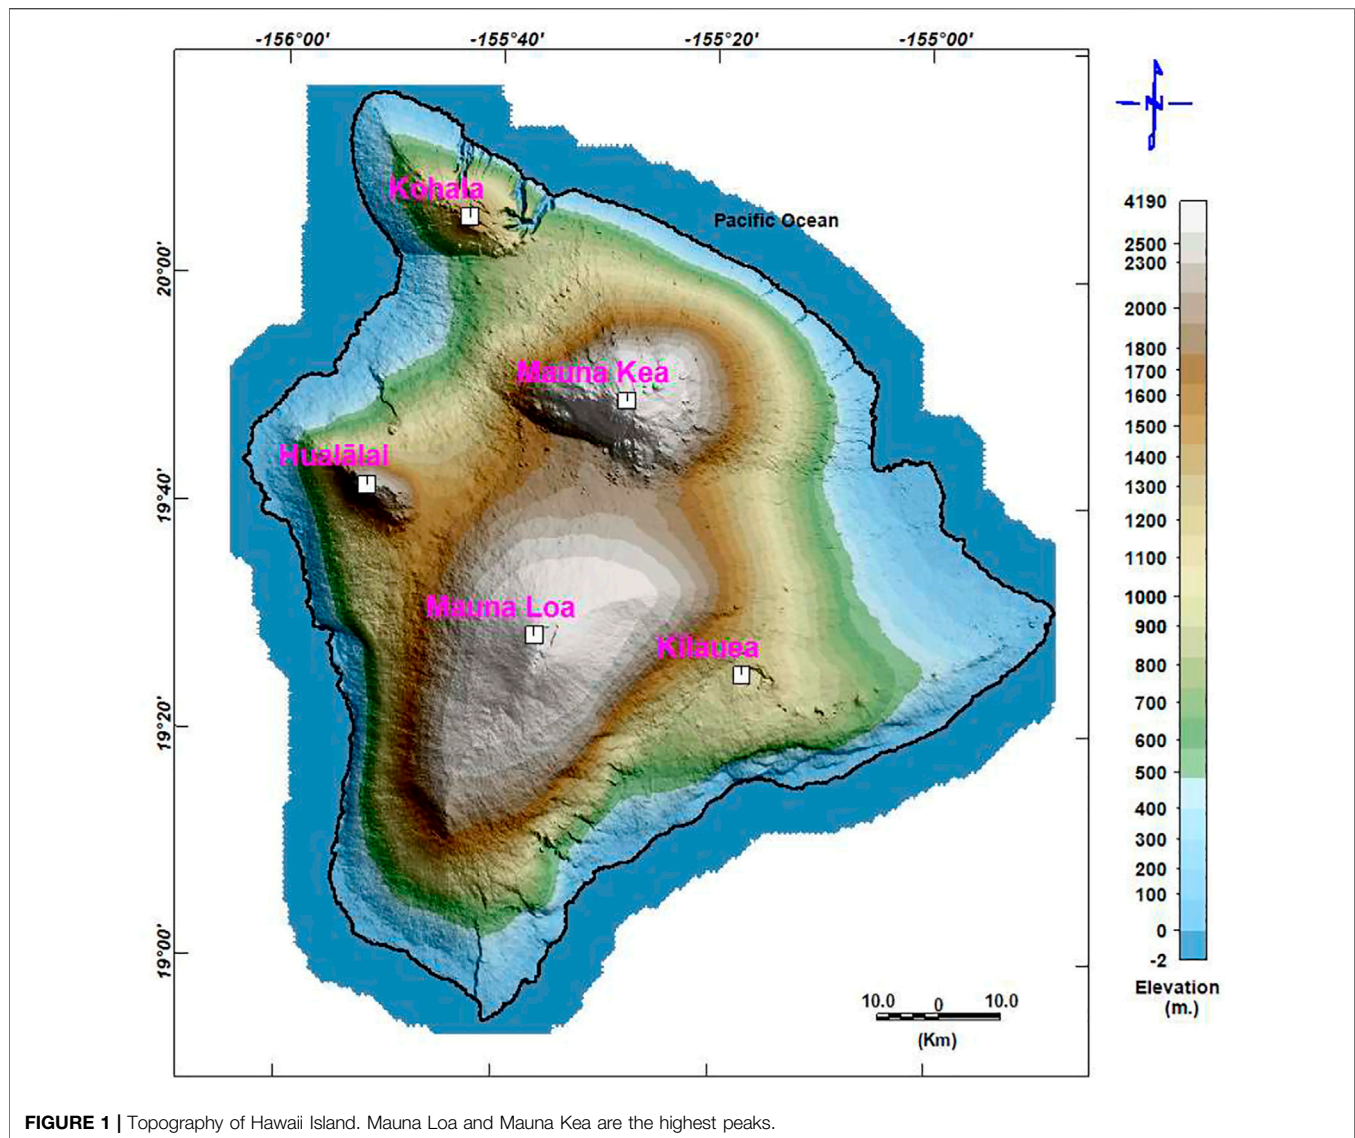 -156°00' -155°40' -155°20' -155°00'
N
Kohala
Pacific Ocean
20°00'
Mauna Kea
Hualālai
19°40'
Mauna Loa
Kilauea
19°20'
19°00'
10.0 0 10.0
(Km)
4190
2500
2300
2000
1800
1700
1600
1500
1400
1300
1200
1100
1000
900
800
700
600
500
400
300
200
100
0
-2
Elevation
(m.)
FIGURE 1 | Topography of Hawaii Island. Mauna Loa and Mauna Kea are the highest peaks.